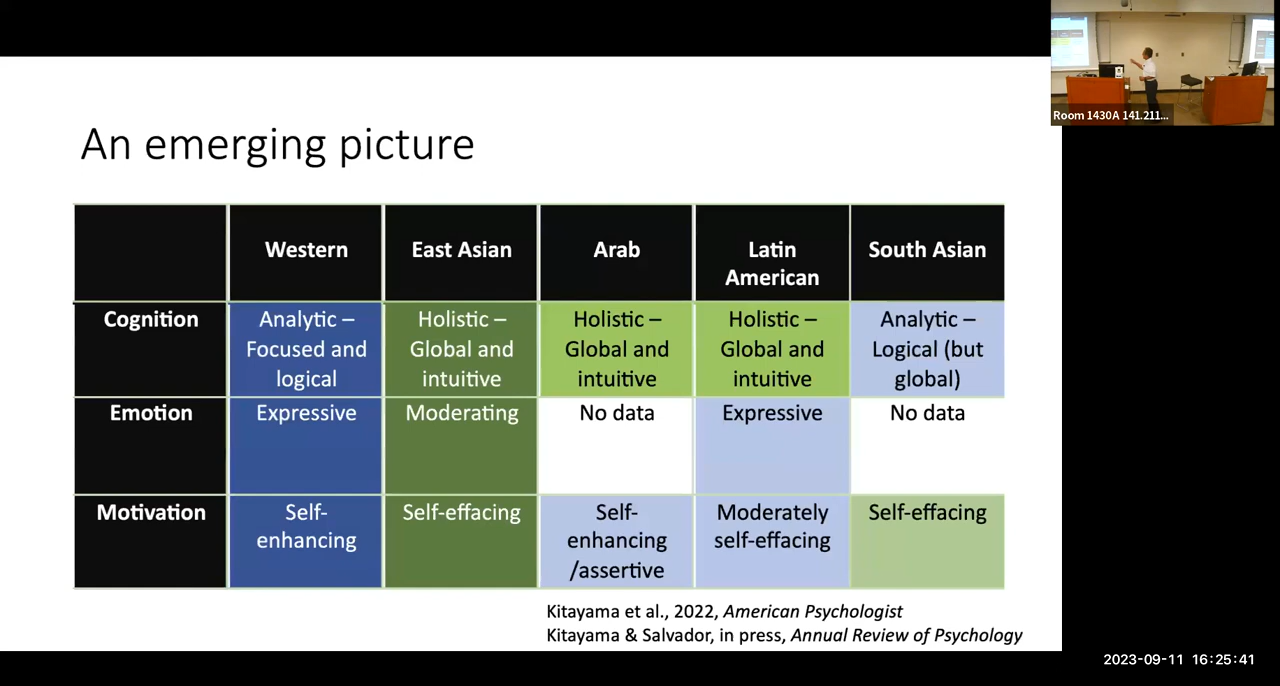 Room 1430A 141.211...
An emerging picture
Western
East Asian
Arab
Latin
American
South Asian
Cognition
Analytic –
Focused and
logical
Holistic –
Global and
intuitive
Holistic –
Global and
intuitive
Holistic –
Global and
intuitive
Analytic –
Logical (but
global)
Emotion
Expressive
Moderating
No data
Expressive
No data
Motivation
Self-
enhancing
Self-effacing
Self-
enhancing
/assertive
Moderately
self-effacing
Self-effacing
Kitayama et al., 2022, American Psychologist
Kitayama & Salvador, in press, Annual Review of Psychology
2023-09-11 16:25:41